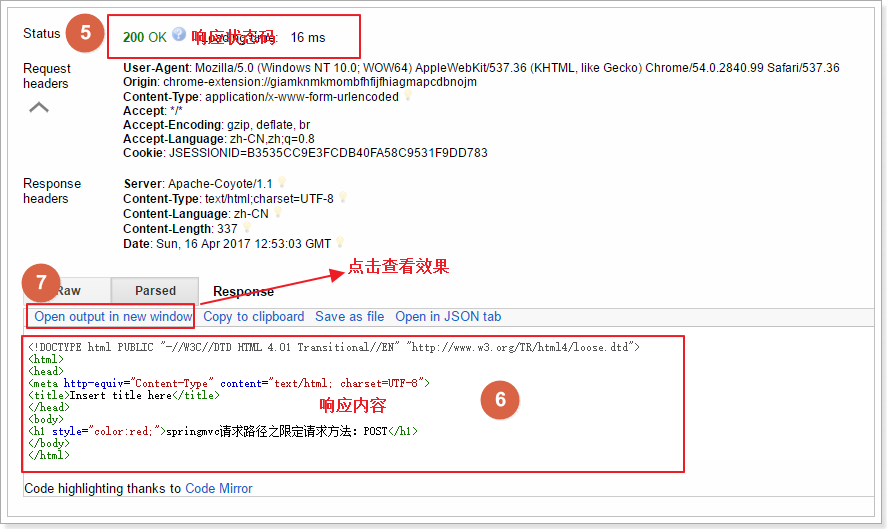 Status 5 200 OK 响应状态码 Loading time: 16 ms
Request headers
User-Agent: Mozilla/5.0 (Windows NT 10.0; WOW64) AppleWebKit/537.36 (KHTML, like Gecko) Chrome/54.0.2840.99 Safari/537.36
Origin: chrome-extension://giamknmkmombfhfijfhiagmapcdbnojm
Content-Type: application/x-www-form-urlencoded
Accept: */*
Accept-Encoding: gzip, deflate, br
Accept-Language: zh-CN,zh;q=0.8
Cookie: JSESSIONID=B3535CC9E3FCDB40FA58C9531F9DD783
Response headers
Server: Apache-Coyote/1.1
Content-Type: text/html;charset=UTF-8
Content-Language: zh-CN
Content-Length: 337
Date: Sun, 16 Apr 2017 12:53:03 GMT
点击查看效果
7 Raw Parsed Response
Open output in new window Copy to clipboard Save as file Open in JSON tab
<!DOCTYPE html PUBLIC "-//W3C//DTD HTML 4.01 Transitional//EN" "http://www.w3.org/TR/html4/loose.dtd">
<html>
<head>
<meta http-equiv="Content-Type" content="text/html; charset=UTF-8">
<title>Insert title here</title>
</head>
响应内容 6
<body>
<h1 style="color:red;">springmvc请求路径之限定请求方法: POST</h1>
</body>
</html>
Code highlighting thanks to Code Mirror